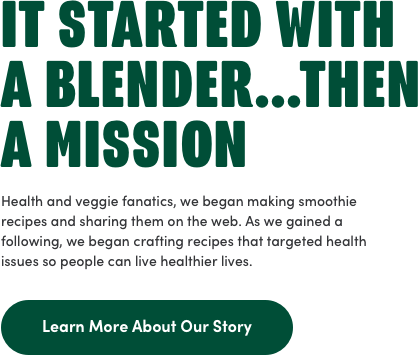 IT STARTED WITH
A BLENDER...THEN
A MISSION
Health and veggie fanatics, we began making smoothie
recipes and sharing them on the web. As we gained a
following, we began crafting recipes that targeted health
issues so people can live healthier lives.
Learn More About Our Story